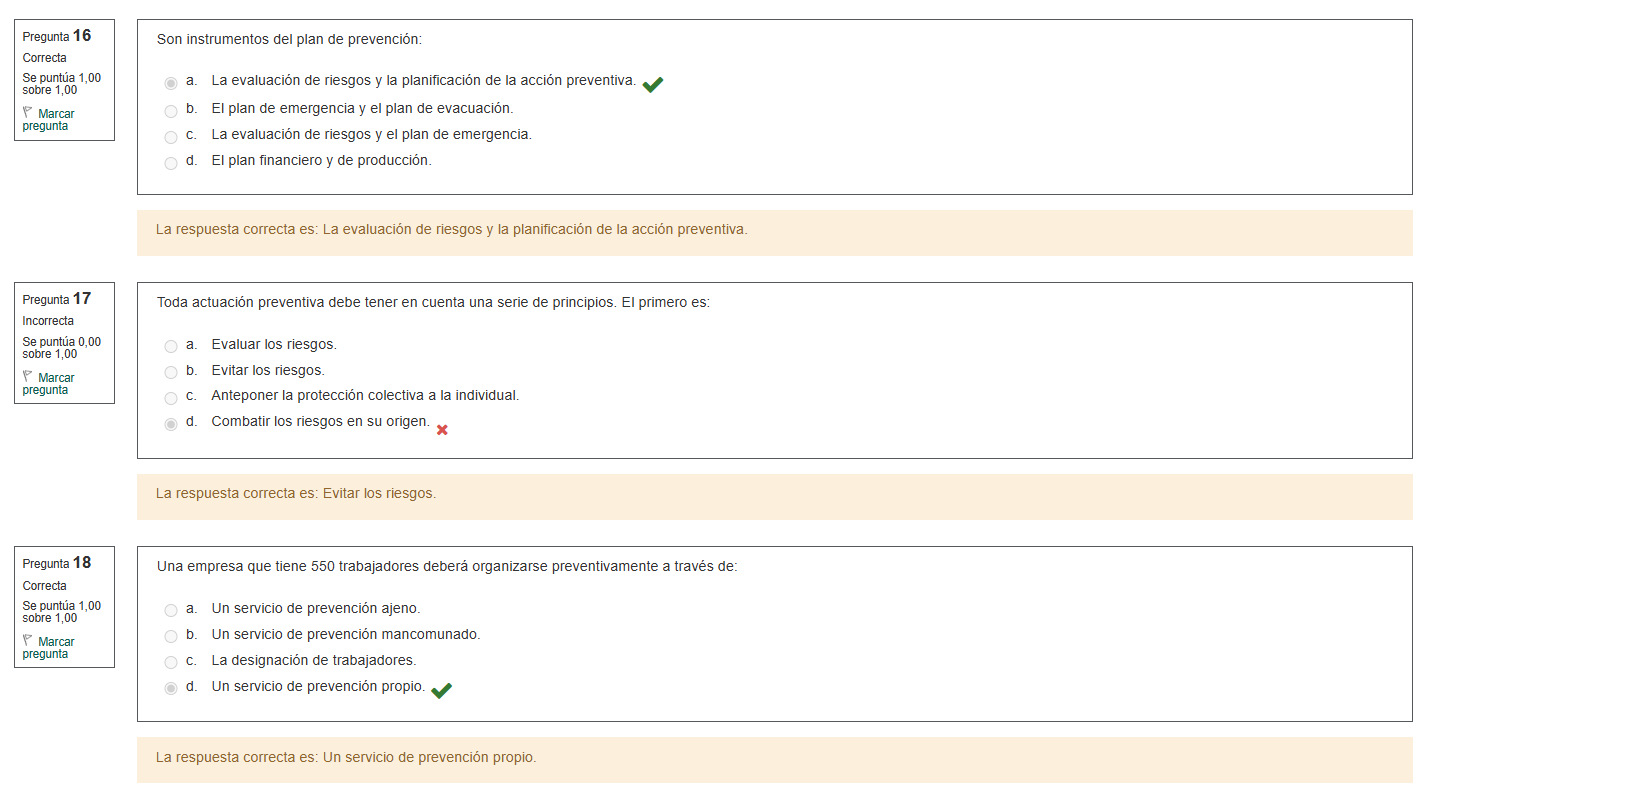 Pregunta 16
Correcta
Se puntúa 1,00
sobre 1,00
Marcar
pregunta
Son instrumentos del plan de prevención:
a. La evaluación de riesgos y la planificación de la acción preventiva.
b. El plan de emergencia y el plan de evacuación.
c. La evaluación de riesgos y el plan de emergencia.
d. El plan financiero y de producción.
La respuesta correcta es: La evaluación de riesgos y la planificación de la acción preventiva.
Pregunta 17
Incorrecta
Se puntúa 0,00
sobre 1,00
Marcar
pregunta
Toda actuación preventiva debe tener en cuenta una serie de principios. El primero es:
a. Evaluar los riesgos.
b. Evitar los riesgos.
c. Anteponer la protección colectiva a la individual.
d. Combatir los riesgos en su origen.
La respuesta correcta es: Evitar los riesgos.
Pregunta 18
Correcta
Se puntúa 1,00
sobre 1,00
Marcar
pregunta
Una empresa que tiene 550 trabajadores deberá organizarse preventivamente a través de:
a. Un servicio de prevención ajeno.
b. Un servicio de prevención mancomunado.
c. La designación de trabajadores.
d. Un servicio de prevención propio.
La respuesta correcta es: Un servicio de prevención propio.